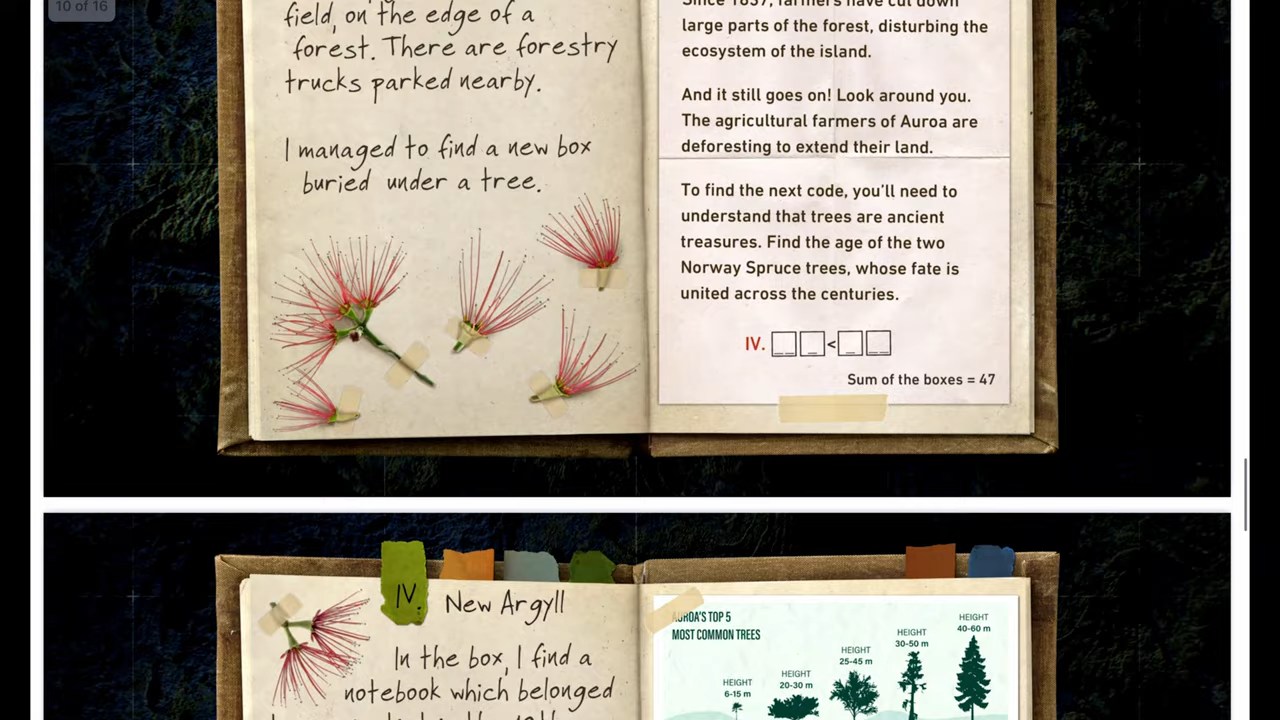 10 of 16
field, on the edge of a
forest. There are forestry
trucks parked nearby.
I managed to find a new box
buried under a tree.
Since 1837, farmers have cut down
large parts of the forest, disturbing the
ecosystem of the island.
And it still goes on! Look around you.
The agricultural farmers of Auroa are
deforesting to extend their land.
To find the next code, you'll need to
understand that trees are ancient
treasures. Find the age of the two
Norway Spruce trees, whose fate is
united across the centuries.
IV. _ _ _ < _ _ _
Sum of the boxes = 47
IV. New Argyll
In the box, I find a
notebook which belonged
AUROA'S TOP 5
MOST COMMON TREES
HEIGHT
6-15 m
HEIGHT
20-30 m
HEIGHT
25-45 m
HEIGHT
30-50 m
HEIGHT
40-60 m